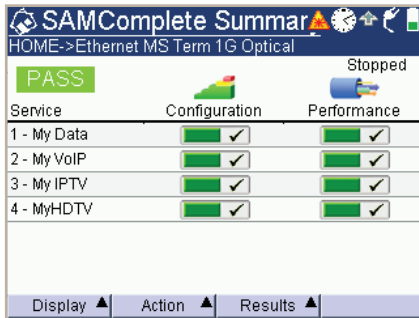 SAMComplete Summar
HOME->Ethernet MS Term 1G Optical
Stopped
PASS
Service Configuration Performance
1 - My Data
2 - My VoIP
3 - My IPTV
4 - MyHDTV
Display Action Results